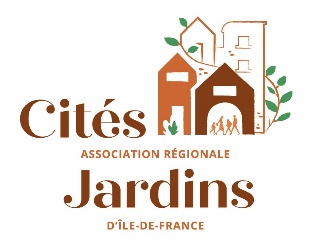 Cités
ASSOCIATION RÉGIONALE
Jardins
D'ÎLE-DE-FRANCE